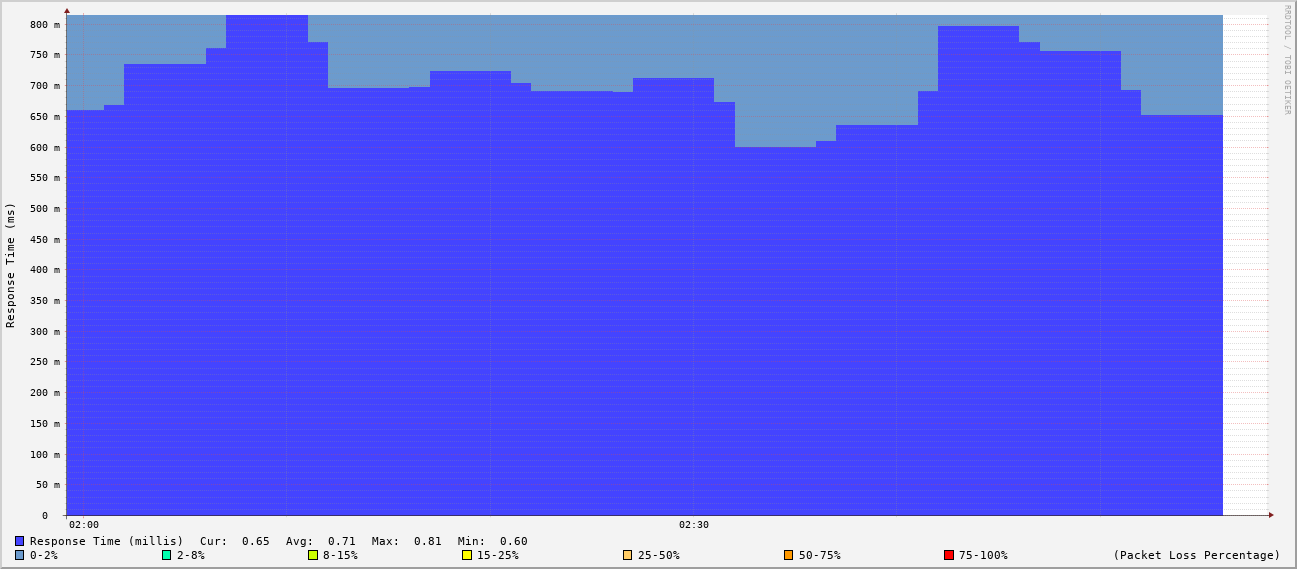 RRDTOOL / TOBI OETIKER
Response Time (ms)
800 m
750 m
700 m
650 m
600 m
550 m
500 m
450 m
400 m
350 m
300 m
250 m
200 m
150 m
100 m
50 m
0
02:00 02:30
Response Time (millis) Cur: 0.65 Avg: 0.71 Max: 0.81 Min: 0.60
0-2% 2-8% 8-15% 15-25% 25-50% 50-75% 75-100% (Packet Loss Percentage)